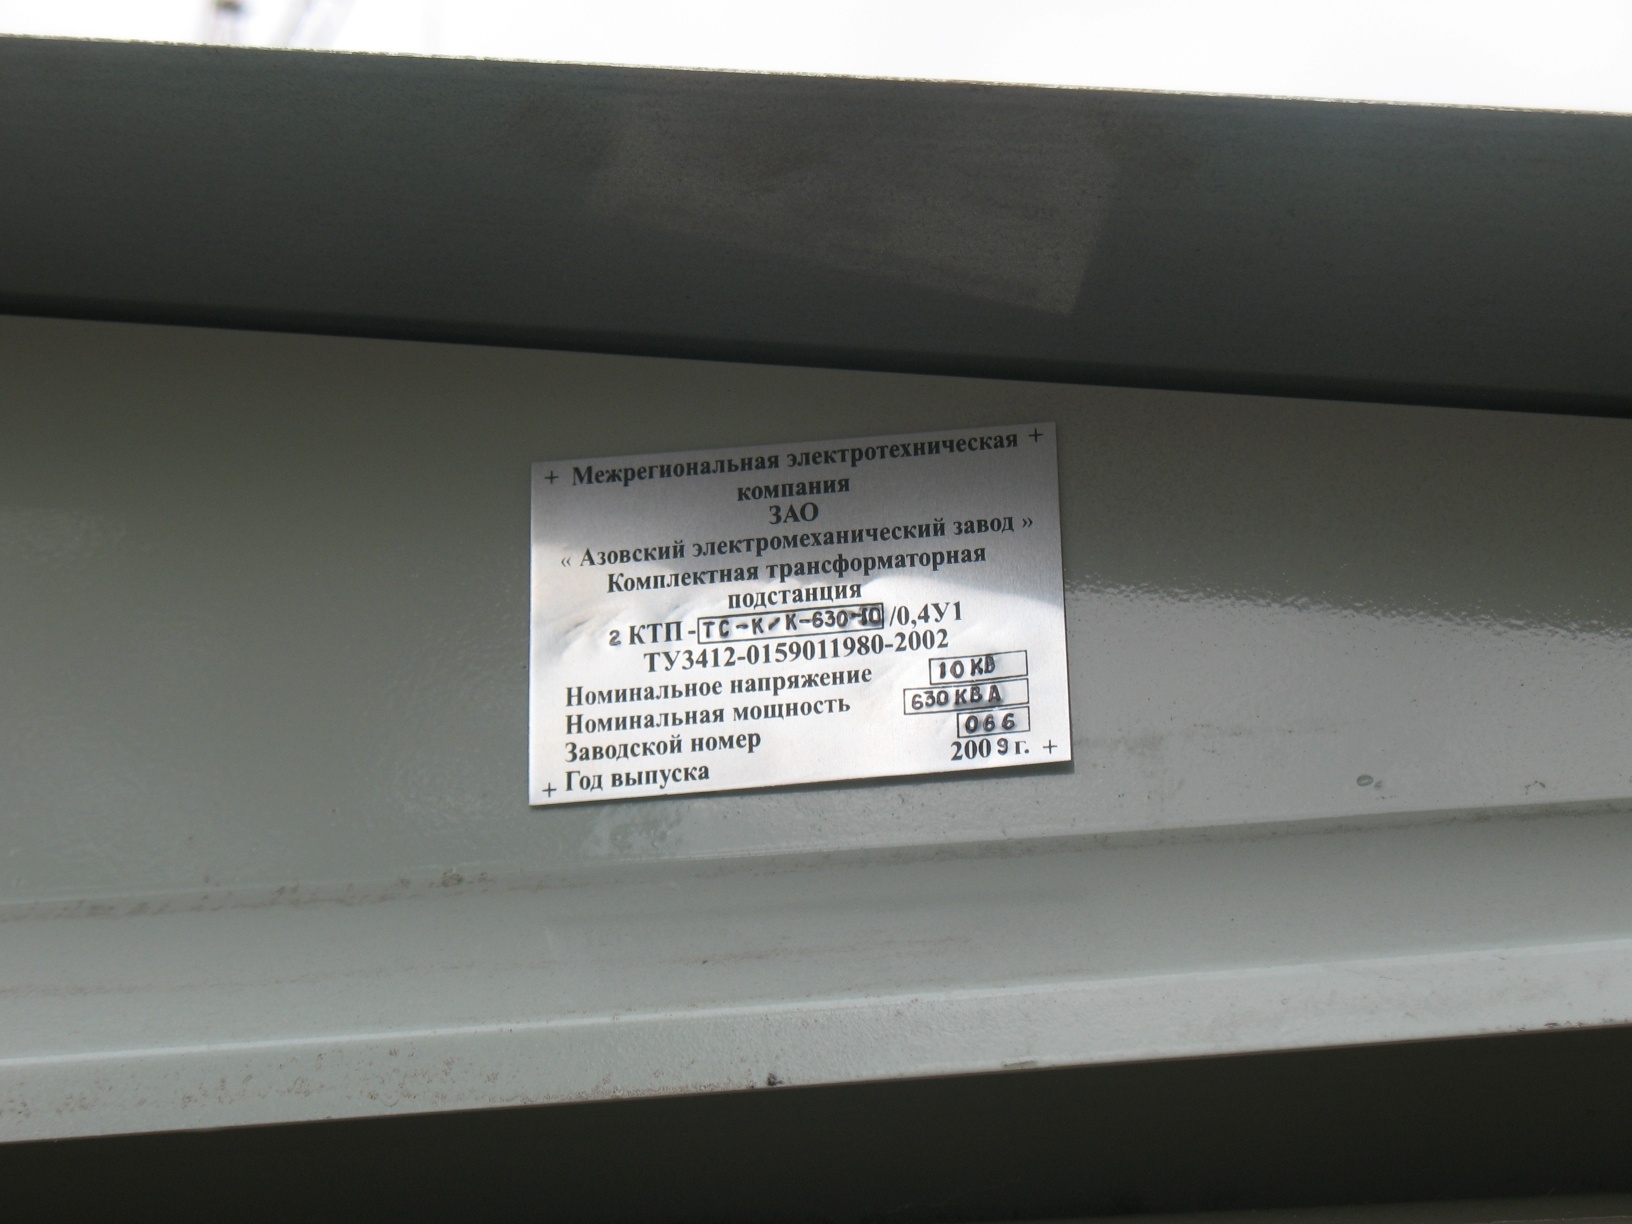 Межрегиональная электротехническая
компания
ЗАО
« Азовский электромеханический завод »
Комплектная трансформаторная
подстанция
2 КТП-ТС-К/К-630-10/0,4У1
ТУ3412-0159011980-2002
Номинальное напряжение 10 КВ
Номинальная мощность 630 КВА
Заводской номер 066
Год выпуска 2009 г.